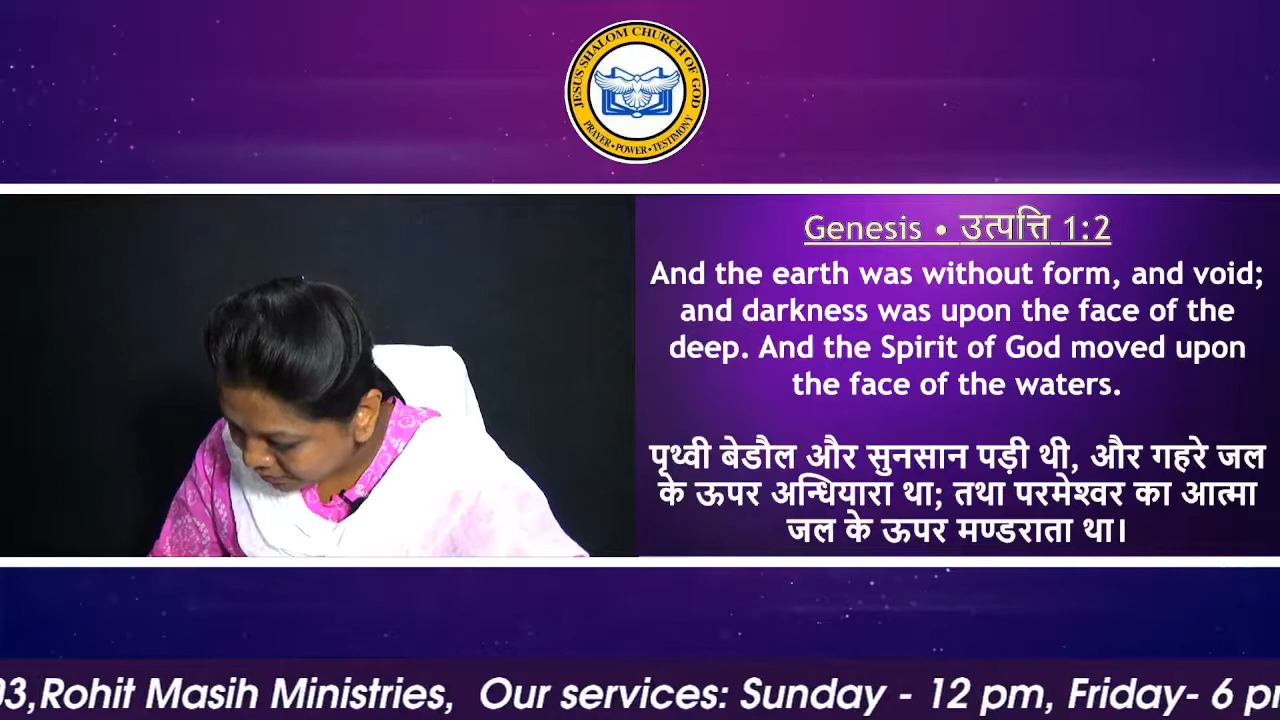 JESUS SHALOM CHURCH OF GOD
PRAYER • POWER • TESTIMONY
Genesis • उत्पत्ति 1:2
And the earth was without form, and void;
and darkness was upon the face of the
deep. And the Spirit of God moved upon
the face of the waters.
पृथ्वी बेडौल और सुनसान पड़ी थी, और गहरे जल
के ऊपर अन्धियारा था; तथा परमेश्वर का आत्मा
जल के ऊपर मण्डराता था।
03,Rohit Masih Ministries, Our services: Sunday - 12 pm, Friday- 6 p